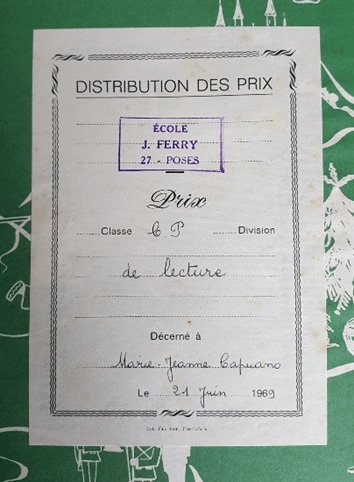 DISTRIBUTION DES PRIX
ÉCOLE
J. FERRY
27 - POSES
Prix
Classe C P Division
de lecture
Décerné à
Marie-Jeanne Capuano
Le 21 Juin 1969